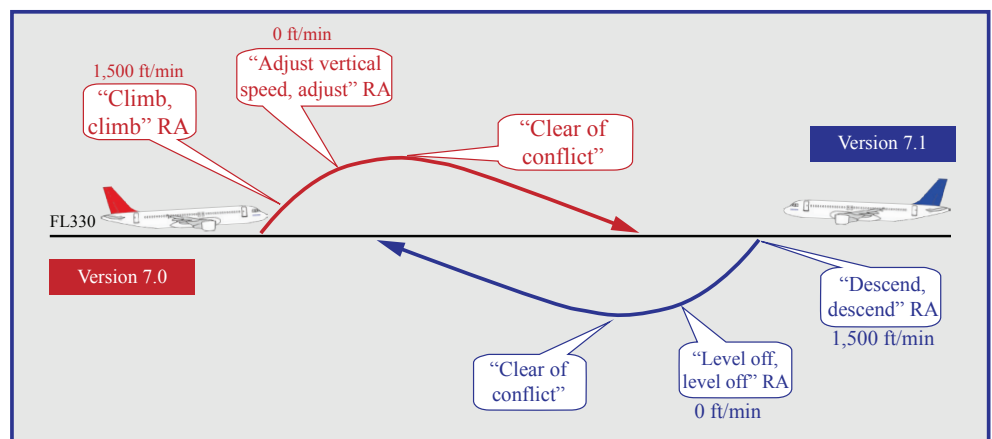 0 ft/min
“Adjust vertical
speed, adjust” RA
1,500 ft/min
“Climb,
climb” RA
“Clear of
conflict”
Version 7.1
FL330
Version 7.0
“Descend,
descend” RA
1,500 ft/min
“Level off,
level off” RA
0 ft/min
“Clear of
conflict”